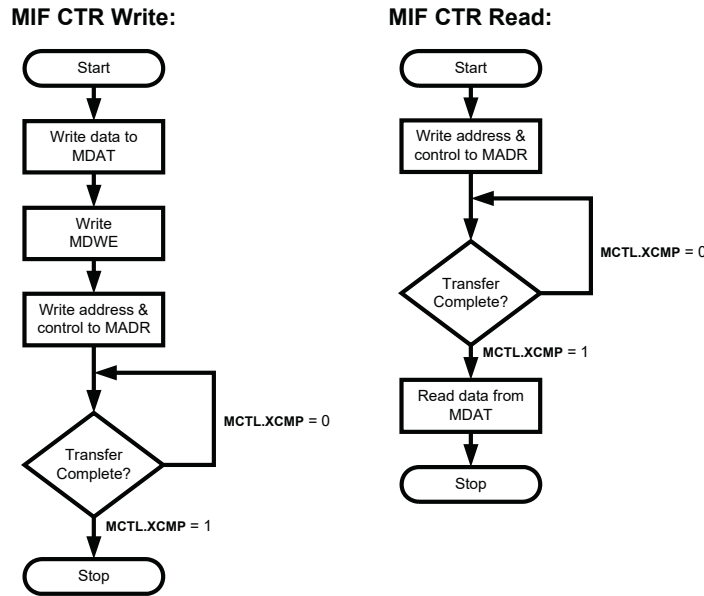 MIF CTR Write:
Start
Write data to
MDAT
Write
MDWE
Write address &
control to MADR
MCTL.XCMP = 0
Transfer
Complete?
MCTL.XCMP = 1
Stop
MIF CTR Read:
Start
Write address &
control to MADR
MCTL.XCMP = 0
Transfer
Complete?
MCTL.XCMP = 1
Read data from
MDAT
Stop